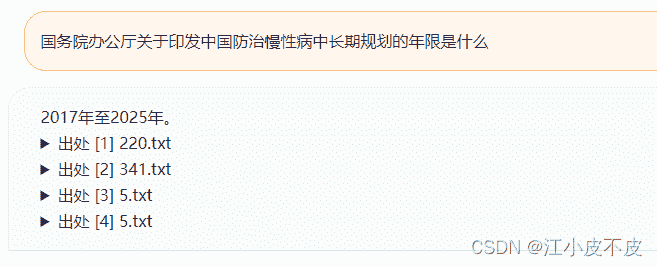 国务院办公厅关于印发中国防治慢性病中长期规划的年限是什么
2017年至2025年。
▶ 出处 [1] 220.txt
▶ 出处 [2] 341.txt
▶ 出处 [3] 5.txt
▶ 出处 [4] 5.txt
CSDN @江小皮不皮